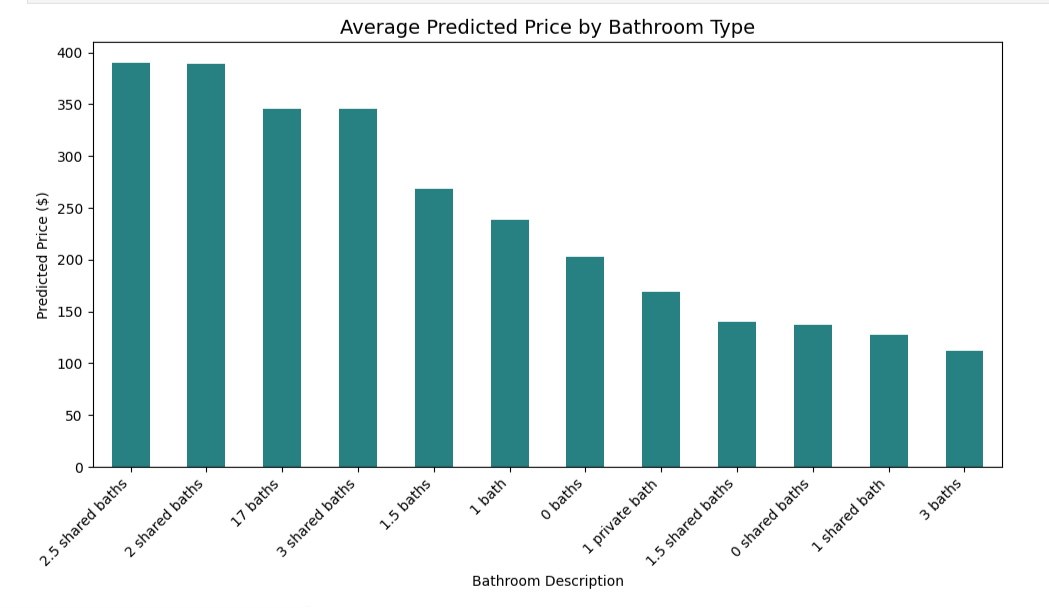 Average Predicted Price by Bathroom Type
400
350
300
250
200
150
100
50
0
Predicted Price ($)
2.5 shared baths
2 shared baths
17 baths
3 shared baths
1.5 baths
1 bath
0 baths
1 private bath
1.5 shared baths
0 shared baths
1 shared bath
3 baths
Bathroom Description